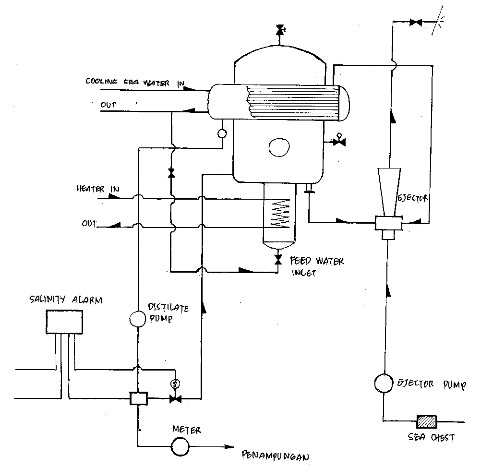 COOLING SEA WATER IN
OUT
HEATER IN
OUT
EJECTOR
FEED WATER
INLET
SALINITY ALARM
DISTILATE
PUMP
EJECTOR PUMP
METER
PENAMPUNGAN
SEA CHEST